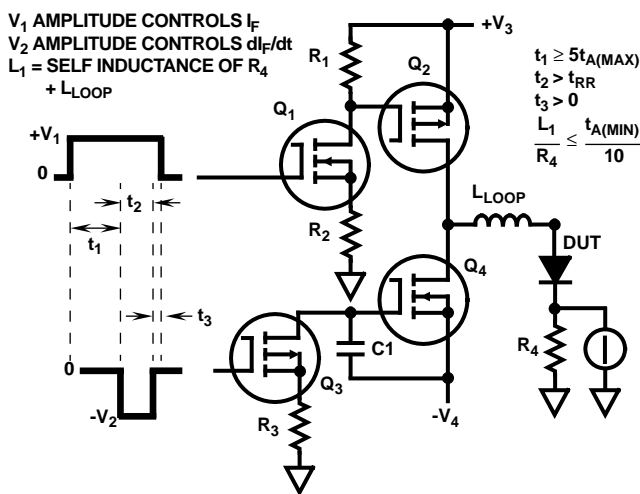 V1 AMPLITUDE CONTROLS IF
V2 AMPLITUDE CONTROLS dIF/dt
L1 = SELF INDUCTANCE OF R4
+ LLOOP
+V3
R1
Q2
t1 ≥ 5tA(MAX)
t2 > tRR
t3 > 0
L1
R4
≤
tA(MIN)
10
Q1
+V1
0
t2
t1
t3
R2
LLOOP
DUT
Q4
C1
R4
0
-V2
Q3
R3
-V4